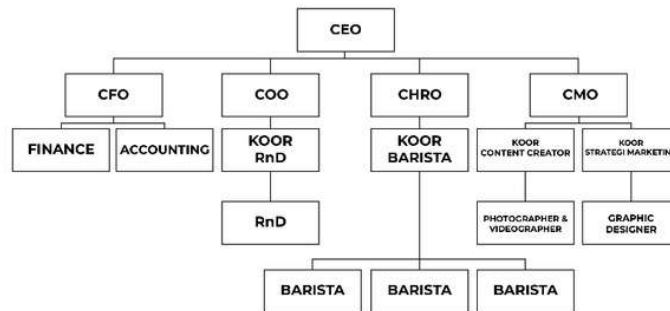 CEO
CFO
COO
CHRO
CMO
FINANCE
ACCOUNTING
KOOR
RnD
KOOR
BARISTA
KOOR
CONTENT CREATOR
KOOR
STRATEGI MARKETIN
RnD
PHOTOGRAPHER &
VIDEOGRAPHER
GRAPHIC
DESIGNER
BARISTA
BARISTA
BARISTA